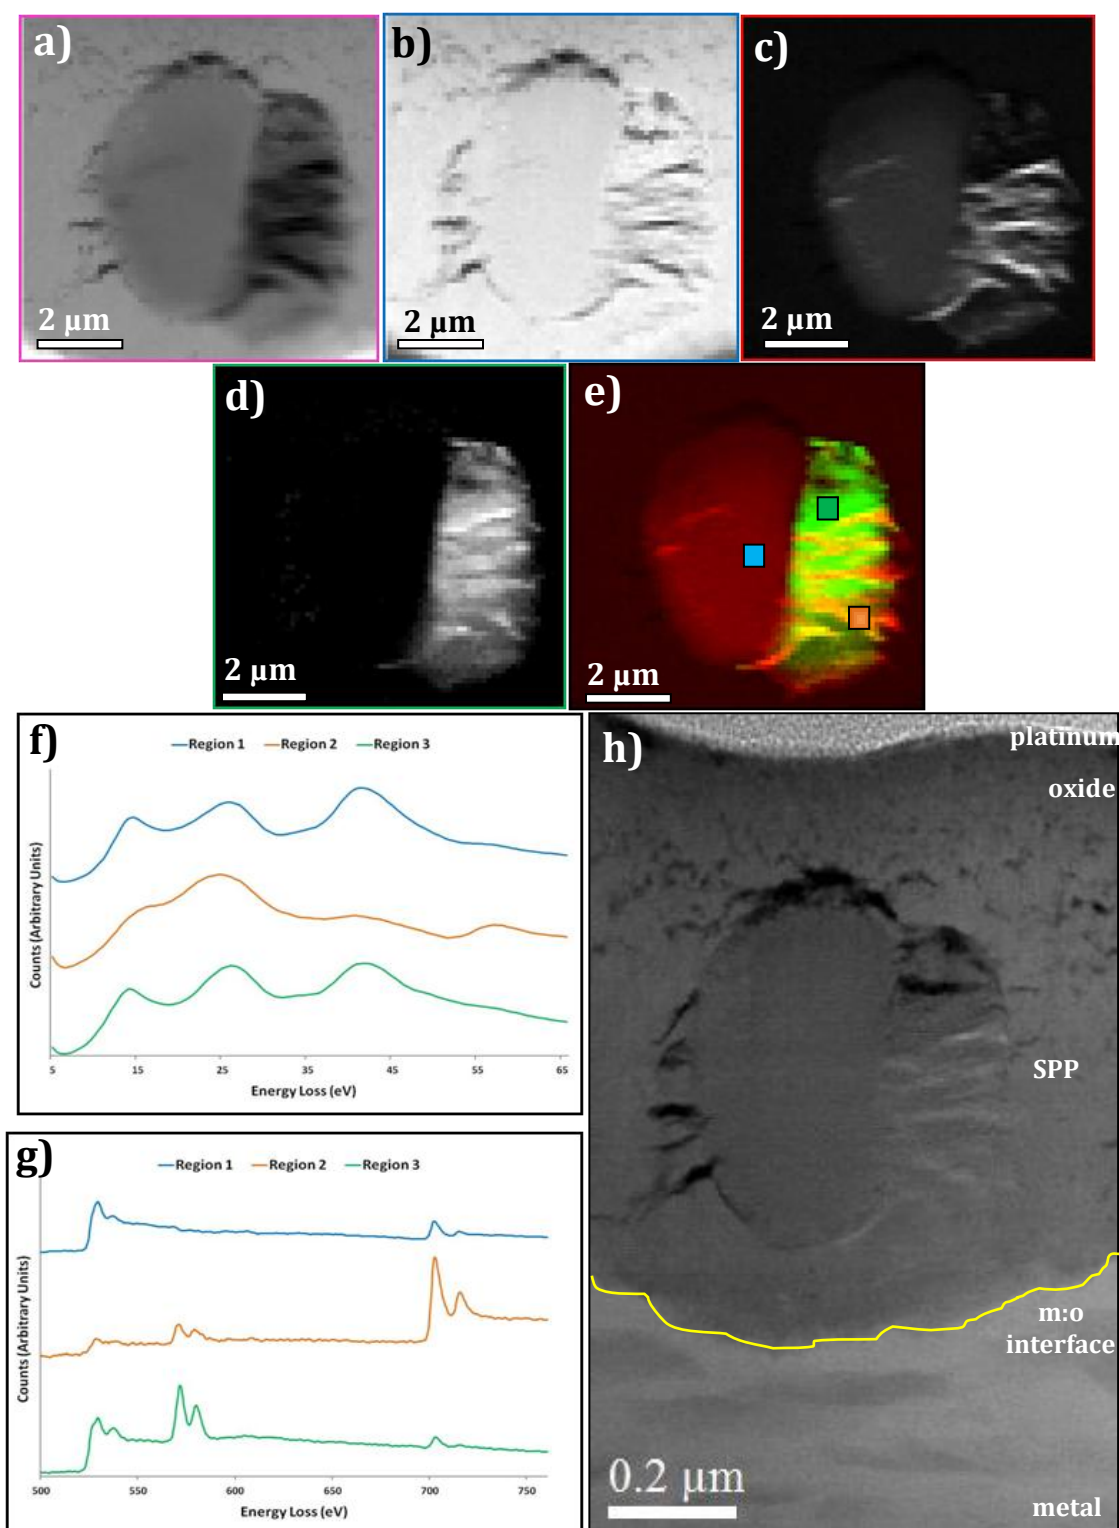 a)
b)
c)
2 μm
2 μm
2 μm
d)
e)
2 μm
2 μm
f)
Region 1 Region 2 Region 3
Counts (Arbitrary Units)
5 15 25 35 45 55 65
Energy Loss (eV)
g)
Region 1 Region 2 Region 3
Counts (Arbitrary Units)
500 550 600 650 700 750
Energy Loss (eV)
h)
platinum
oxide
SPP
m:o
interface
0.2 μm
metal